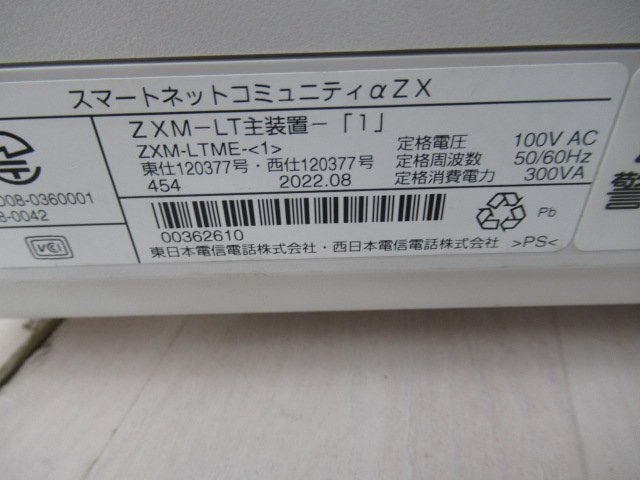 スマートネットコミュニティαZX
ZXM-LT主装置-「1」
ZXM-LTME-<1>
東仕120377号・西仕120377号
454 2022.08
定格電圧 100V AC
定格周波数 50/60Hz
定格消費電力 300VA
008-0360001
8-0042
VCI
00362610
Pb
東日本電信電話株式会社・西日本電信電話株式会社 >PS<
警